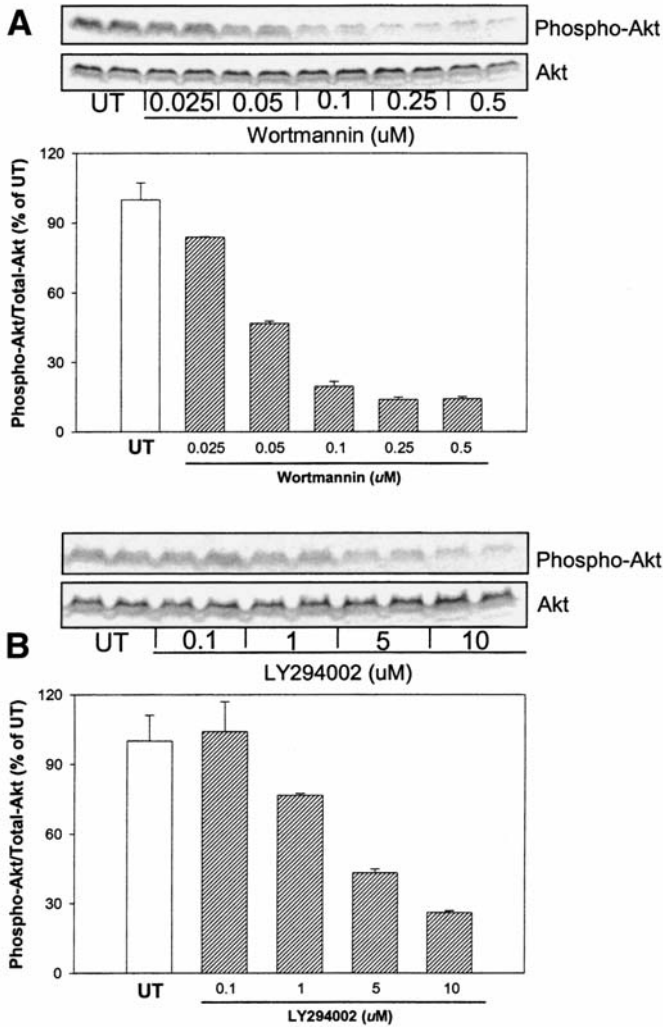 A
Phospho-Akt
Akt
UT | 0.025 | 0.05 | 0.1 | 0.25 | 0.5
Wortmannin (uM)
Phospho-Akt/Total-Akt (% of UT)
120
90
60
30
0
UT 0.025 0.05 0.1 0.25 0.5
Wortmannin (uM)
Phospho-Akt
Akt
UT | 0.1 | 1 | 5 | 10
B
LY294002 (uM)
Phospho-Akt/Total-Akt (% of UT)
120
90
60
30
0
UT 0.1 1 5 10
LY294002 (uM)